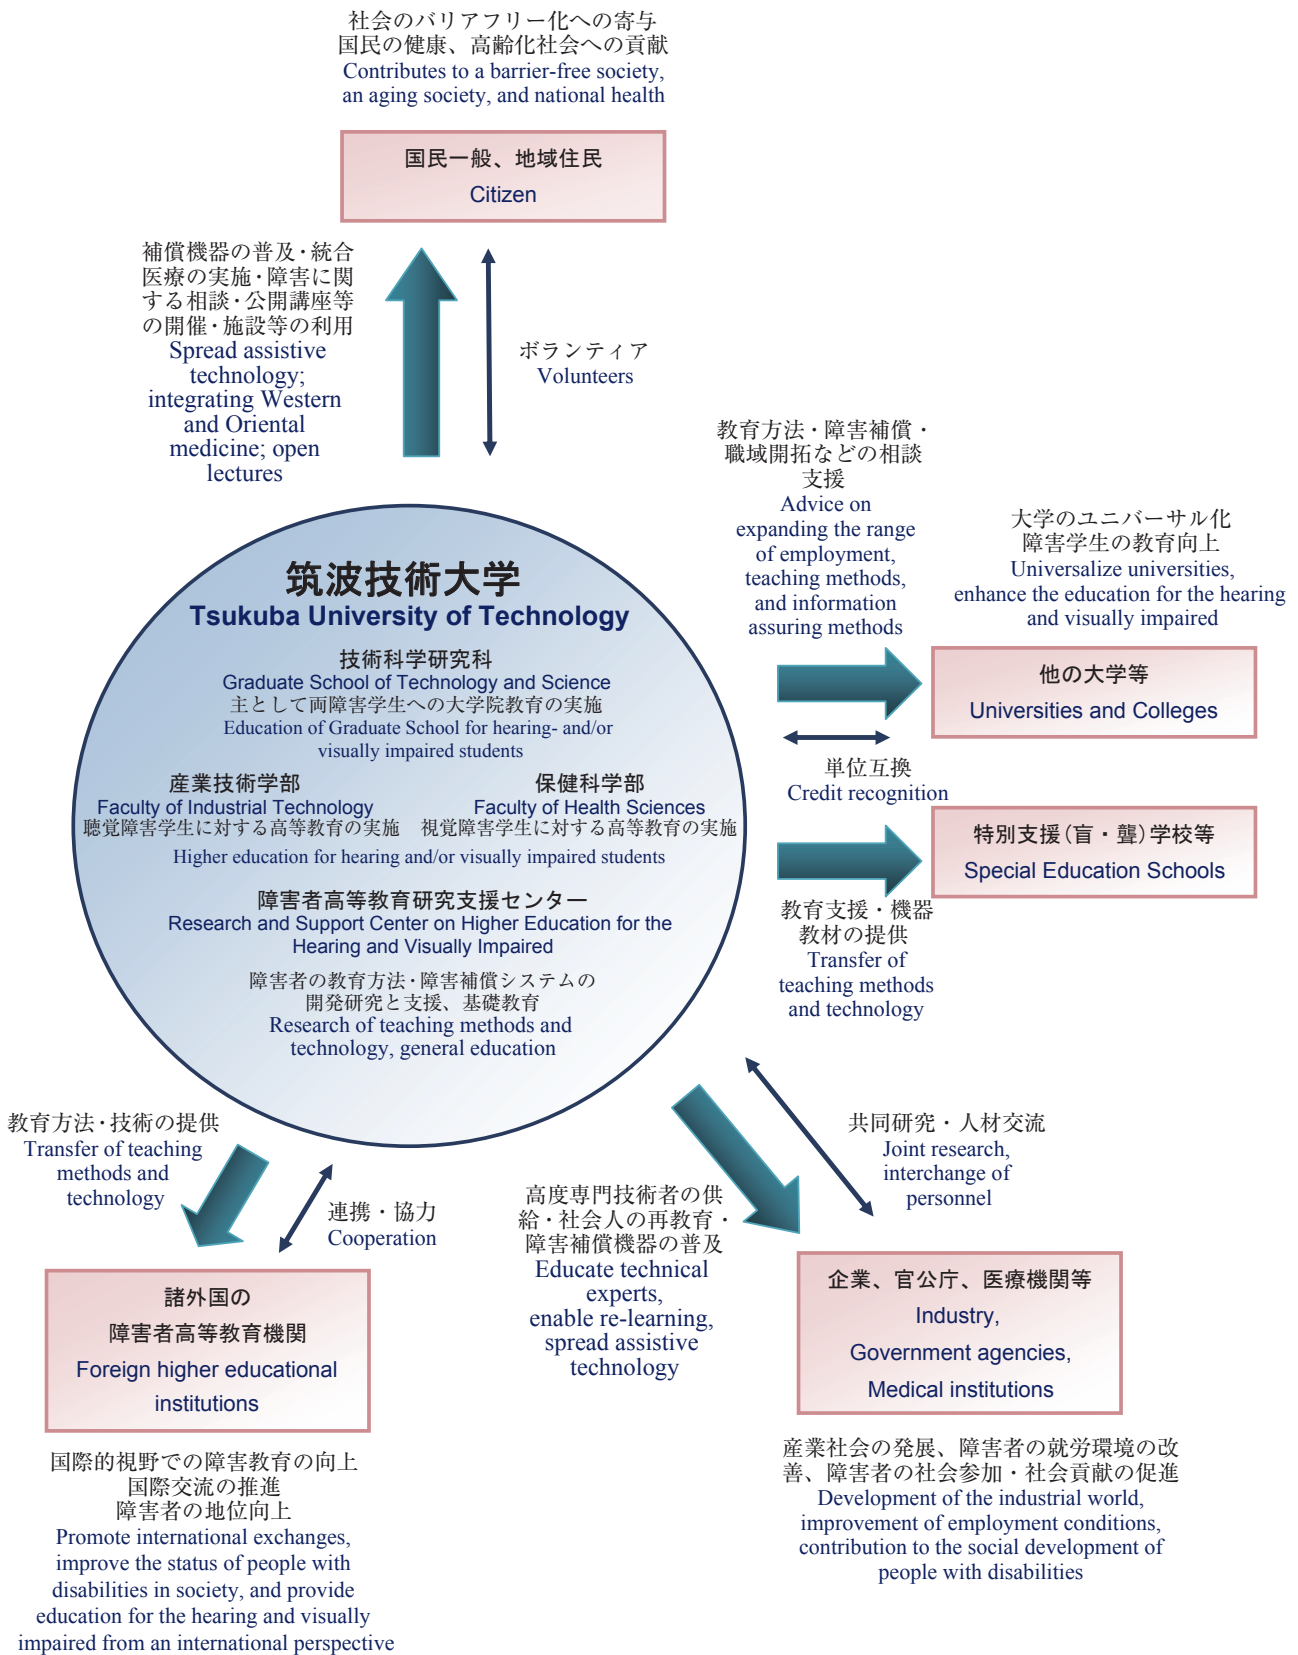 社会のバリアフリー化への寄与
国民の健康、高齢化社会への貢献
Contributes to a barrier-free society,
an aging society, and national health
国民一般、地域住民
Citizen
補償機器の普及・統合
医療の実施・障害に関
する相談・公開講座等
の開催・施設等の利用
Spread assistive
technology;
integrating Western
and Oriental
medicine; open
lectures
ボランティア
Volunteers
教育方法・障害補償・
職域開拓などの相談
支援
Advice on
expanding the range
of employment,
teaching methods,
and information
assuring methods
大学のユニバーサル化
障害学生の教育向上
Universalize universities,
enhance the education for the hearing
and visually impaired
他の大学等
Universities and Colleges
単位互換
Credit recognition
特別支援(盲・聾)学校等
Special Education Schools
教育支援・機器
教材の提供
Transfer of
teaching methods
and technology
筑波技術大学
Tsukuba University of Technology
技術科学研究科
Graduate School of Technology and Science
主として両障害学生への大学院教育の実施
Education of Graduate School for hearing- and/or
visually impaired students
産業技術学部
Faculty of Industrial Technology
聴覚障害学生に対する高等教育の実施
保健科学部
Faculty of Health Sciences
視覚障害学生に対する高等教育の実施
Higher education for hearing and/or visually impaired students
障害者高等教育研究支援センター
Research and Support Center on Higher Education for the
Hearing and Visually Impaired
障害者の教育方法・障害補償システムの
開発研究と支援、基礎教育
Research of teaching methods and
technology, general education
教育方法・技術の提供
Transfer of teaching
methods and
technology
連携・協力
Cooperation
諸外国の
障害者高等教育機関
Foreign higher educational
institutions
国際的視野での障害教育の向上
国際交流の推進
障害者の地位向上
Promote international exchanges,
improve the status of people with
disabilities in society, and provide
education for the hearing and visually
impaired from an international perspective
高度専門技術者の供
給・社会人の再教育・
障害補償機器の普及
Educate technical
experts,
enable re-learning,
spread assistive
technology
共同研究・人材交流
Joint research,
interchange of
personnel
企業、官公庁、医療機関等
Industry,
Government agencies,
Medical institutions
産業社会の発展、障害者の就労環境の改
善、障害者の社会参加・社会貢献の促進
Development of the industrial world,
improvement of employment conditions,
contribution to the social development of
people with disabilities